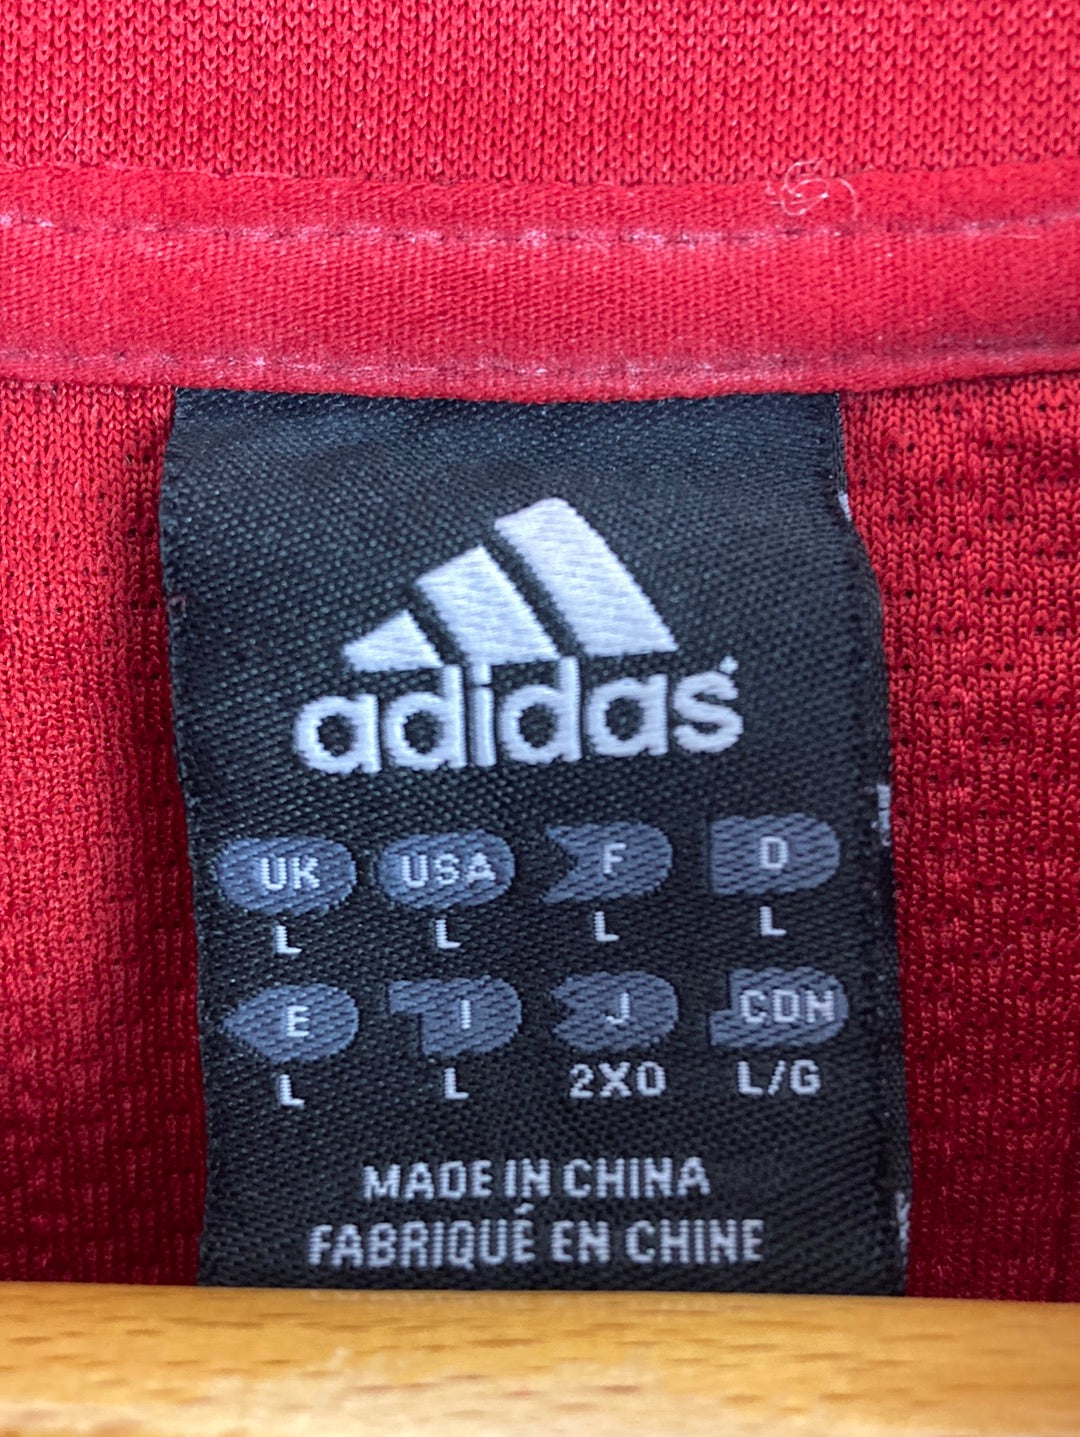 adidas
UK USA F D
L L L L
E I J CDN
L L 2XO L/G
MADE IN CHINA
FABRIQUÉ EN CHINE